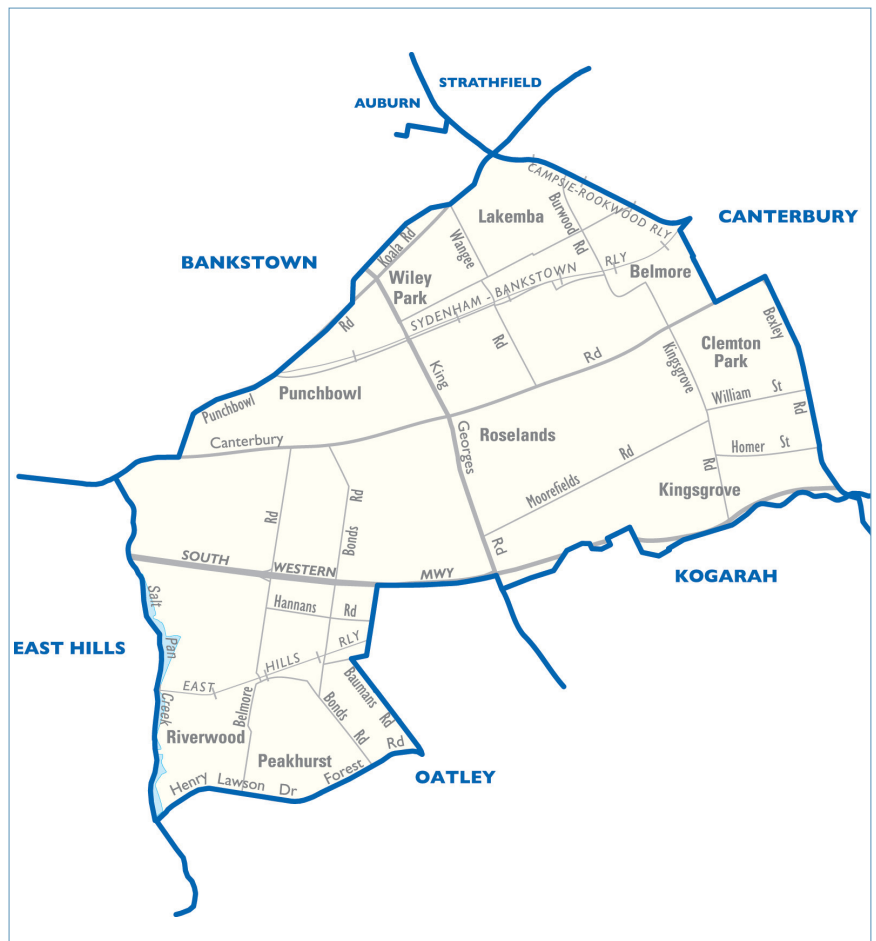 STRATHFIELD
AUBURN
CAMPSIE-ROOKWOOD RLY
CANTERBURY
Lakemba
Burwood Rd
Koala Rd
Wangee
Rd
BANKSTOWN
Wiley
Park
SYDENHAM - BANKSTOWN RLY
Belmore
Bexley
Rd
Rd
Rd
Clemton
Park
King
Georges
Rd
Kingsgrove
Rd
Punchbowl
William St
Punchbowl
Canterbury
Roselands
Homer St
Moorefields Rd
Kingsgrove
Rd
Bonds Rd
SOUTH WESTERN MWY
KOGARAH
Salt
Pan
Creek
Hannans Rd
EAST HILLS
EAST HILLS RLY
Baumans Rd
Belmore
Bonds Rd
Riverwood
Peakhurst
Henry Lawson Dr
Forest Rd
OATLEY